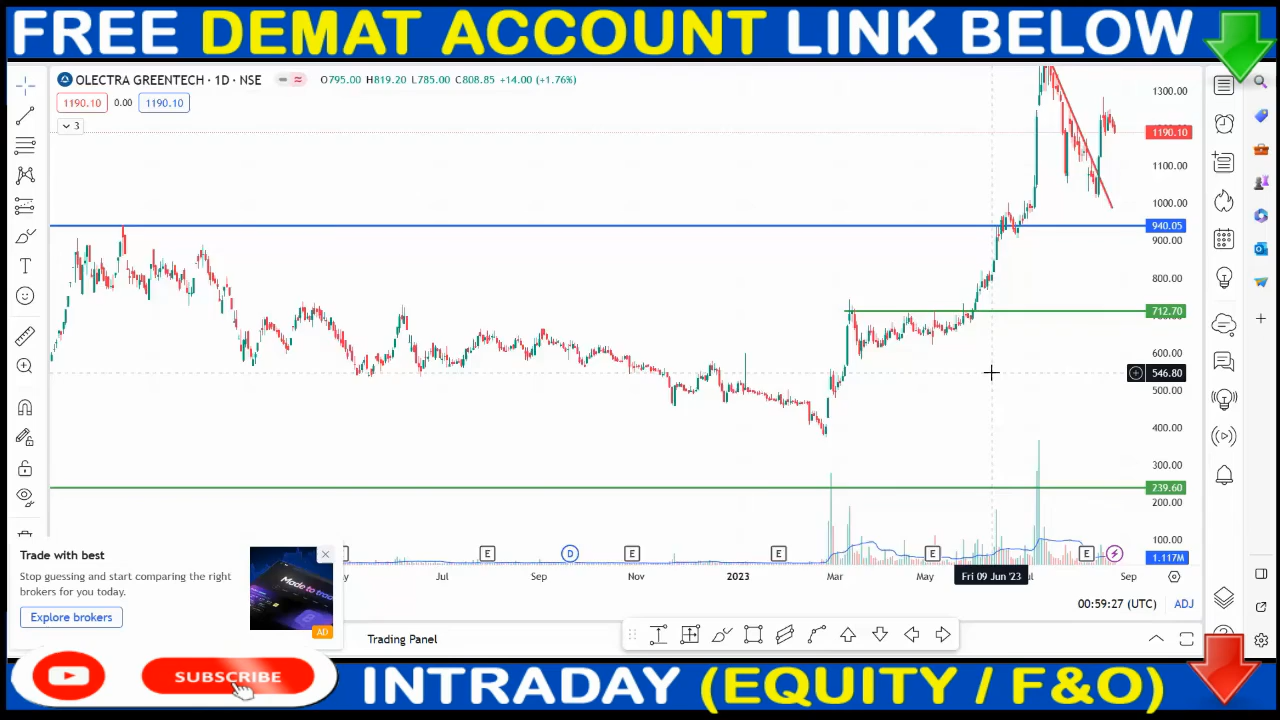 FREE DEMAT ACCOUNT LINK BELOW
OLECTRA GREENTECH · 1D · NSE O795.00 H819.20 L785.00 C808.85 +14.00 (+1.76%)
1190.10 0.00 1190.10
3
1300.00
1190.10
1100.00
1000.00
940.05
900.00
800.00
712.70
600.00
546.80
500.00
400.00
300.00
239.60
200.00
100.00
1.117M
E D E E E E
Jul Sep Nov 2023 Mar May Fri 09 Jun '23 Sep
Trade with best
Stop guessing and start comparing the right
brokers for you today.
Explore brokers
AD
00:59:27 (UTC) ADJ
Trading Panel
SUBSCRIBE
INTRADAY (EQUITY / F&O)